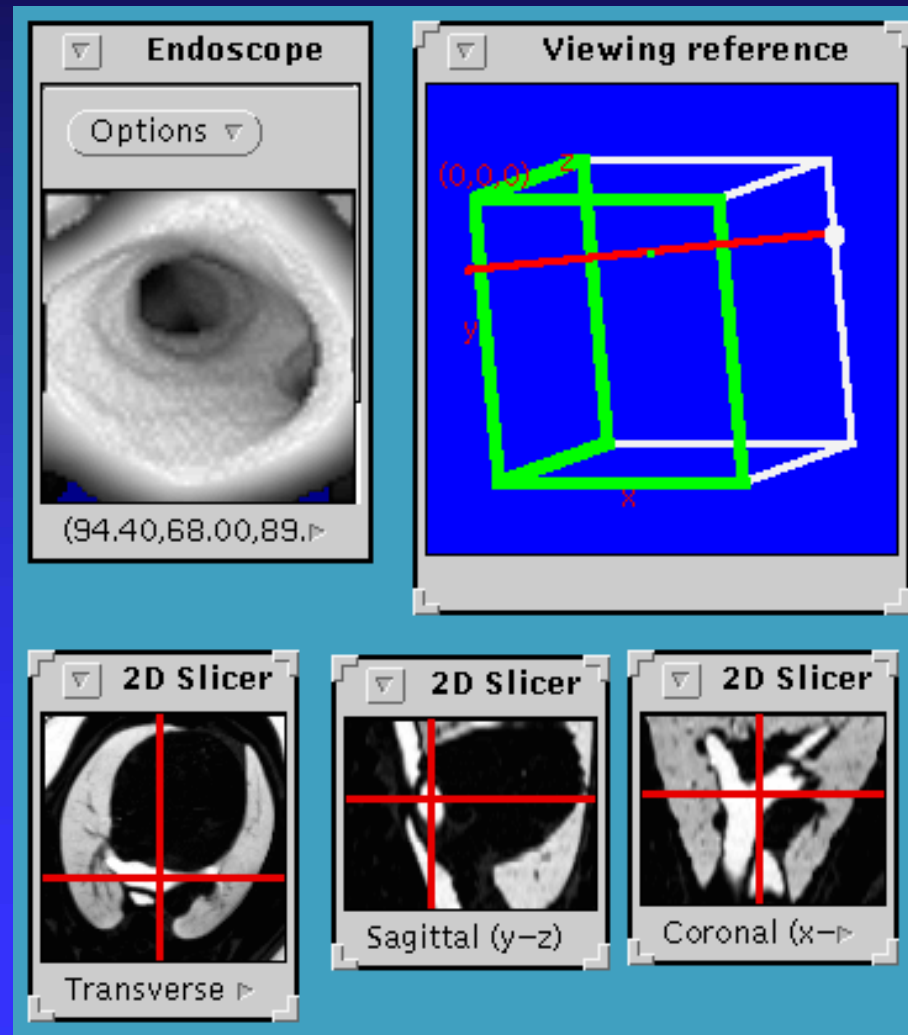 Endoscope
Options
(94.40,68.00,89.
Viewing reference
(0,0,0)
z
y
x
2D Slicer
Transverse
2D Slicer
Sagittal (y-z)
2D Slicer
Coronal (x-